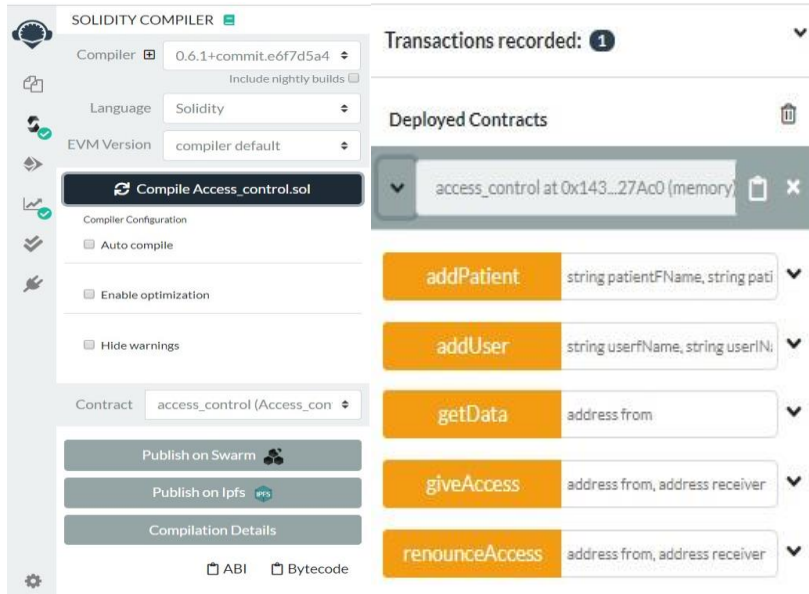 SOLIDITY COMPILER
Compiler 0.6.1+commit.e6f7d5a4
Include nightly builds
Language Solidity
EVM Version compiler default
Compile Access_control.sol
Compiler Configuration
Auto compile
Enable optimization
Hide warnings
Contract access_control (Access_con
Publish on Swarm
Publish on Ipfs IPFS
Compilation Details
ABI Bytecode
Transactions recorded: 1
Deployed Contracts
access_control at 0x143...27Ac0 (memory)
addPatient string patientFName, string pati
addUser string userfName, string userlNa
getData address from
giveAccess address from, address receiver
renounceAccess address from, address receiver